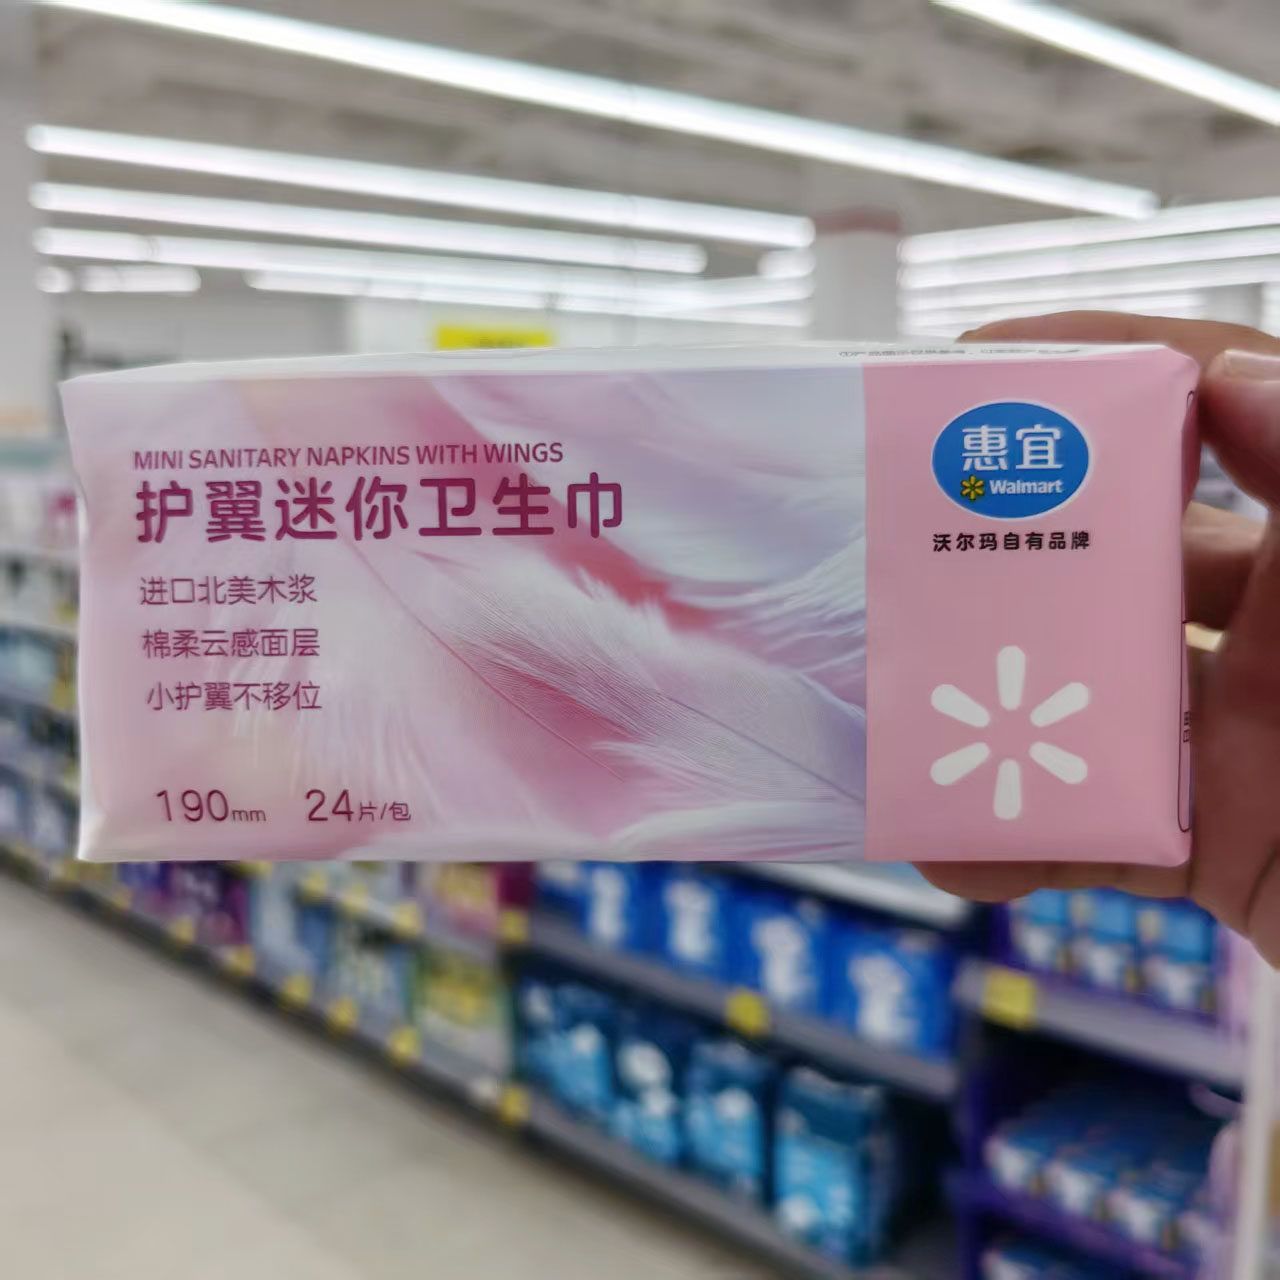 MINI SANITARY NAPKINS WITH WINGS
护翼迷你卫生巾
进口北美木浆
棉柔云感面层
小护翼不移位
190mm 24片/包
惠宜
Walmart
沃尔玛自有品牌